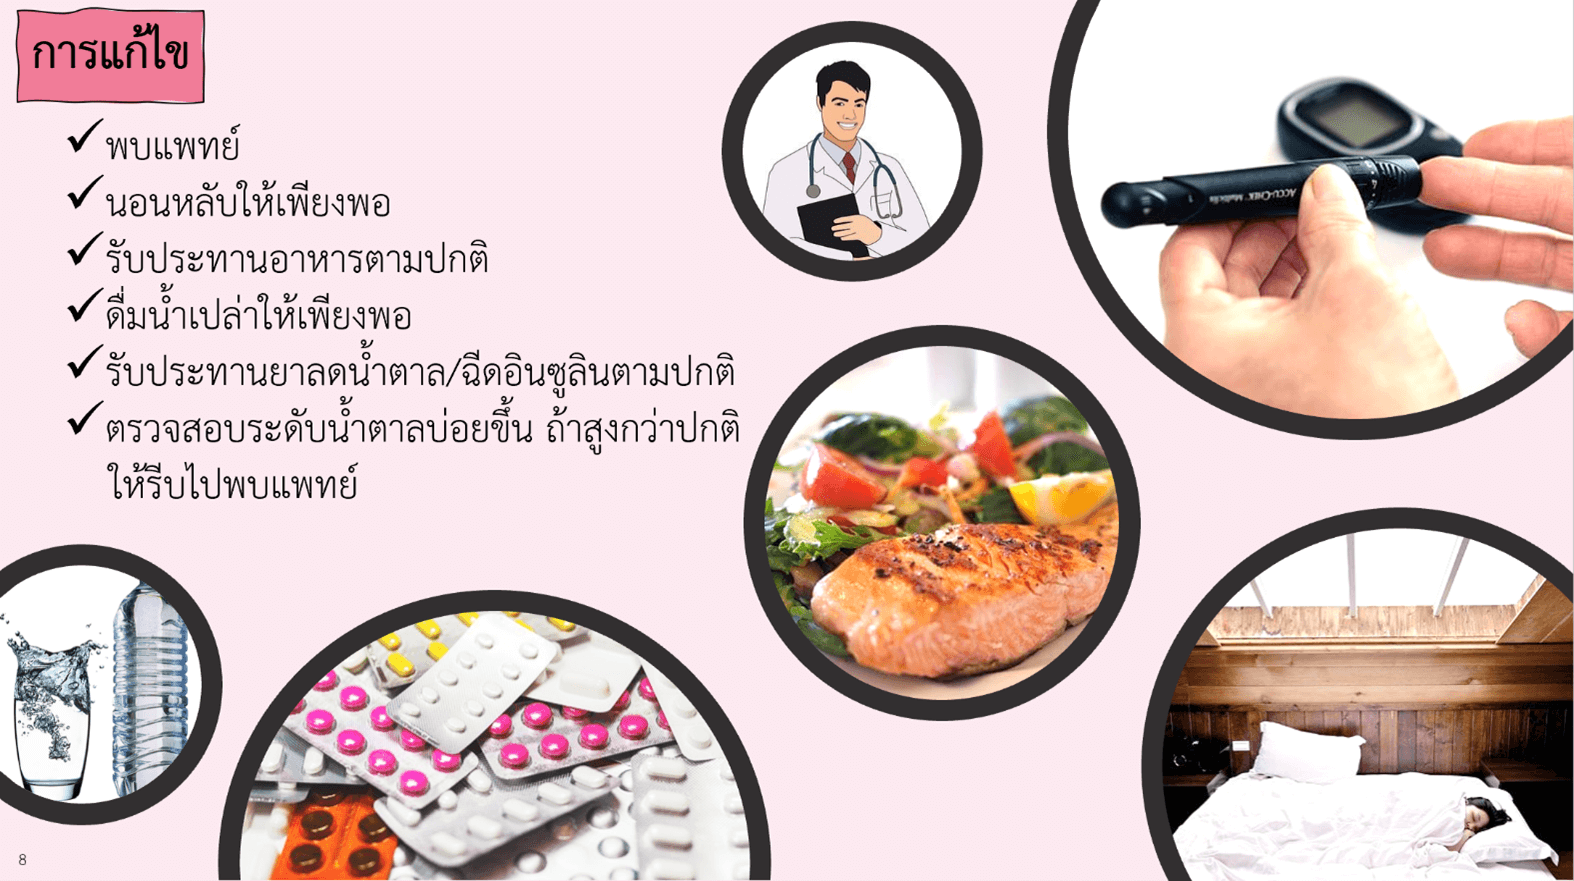 การแก้ไข
✓ พบแพทย์
✓ นอนหลับให้เพียงพอ
✓ รับประทานอาหารตามปกติ
✓ ดื่มน้ำเปล่าให้เพียงพอ
✓ รับประทานยาลดน้ำตาล/ฉีดอินซูลินตามปกติ
✓ ตรวจสอบระดับน้ำตาลบ่อยขึ้น ถ้าสูงกว่าปกติ
ให้รีบไปพบแพทย์
ACCU-CHEK Multiclix
8